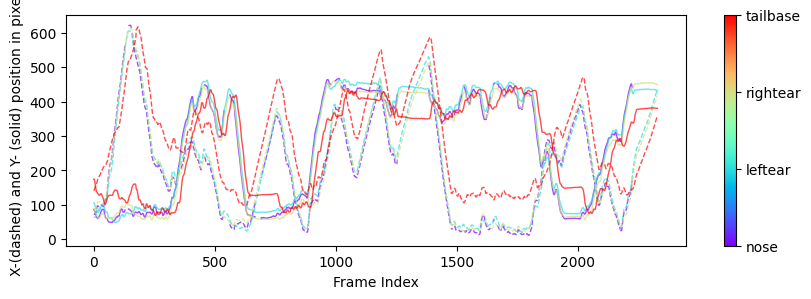 X-(dashed) and Y- (solid) position in pixe
600
500
400
300
200
100
0
0
500
1000
1500
2000
Frame Index
tailbase
rightear
leftear
nose